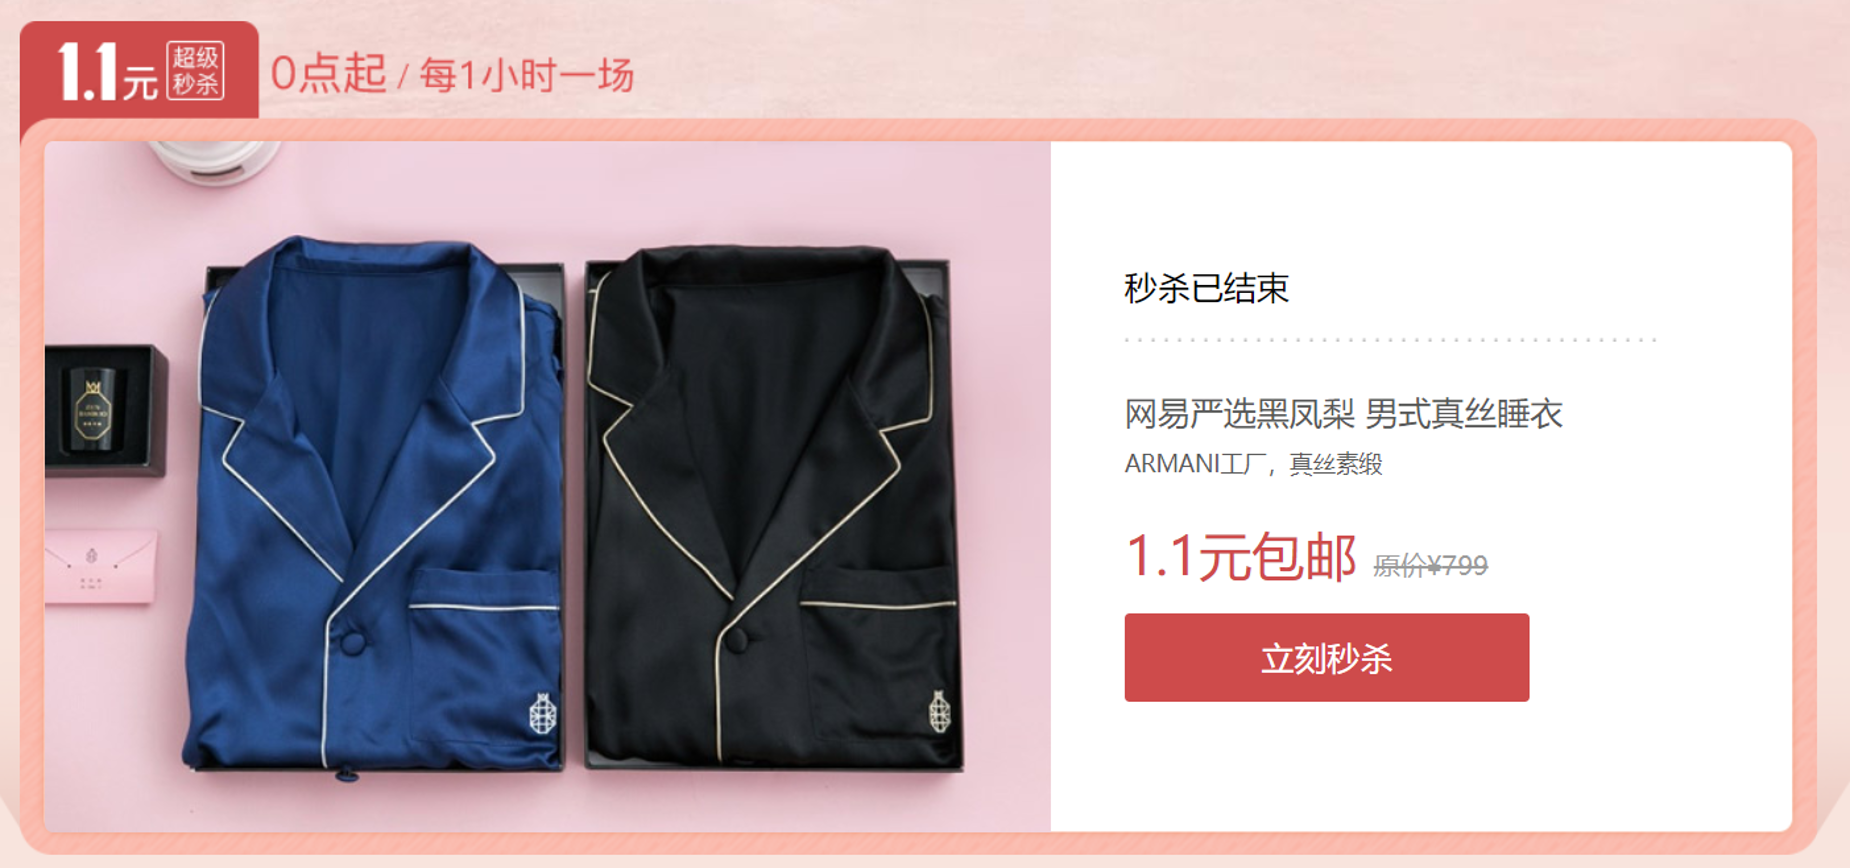 1.1元 超级
秒杀
0点起 / 每1小时一场
秒杀已结束
网易严选黑凤梨 男式真丝睡衣
ARMANI工厂，真丝素缎
1.1元包邮 原价¥799
立刻秒杀